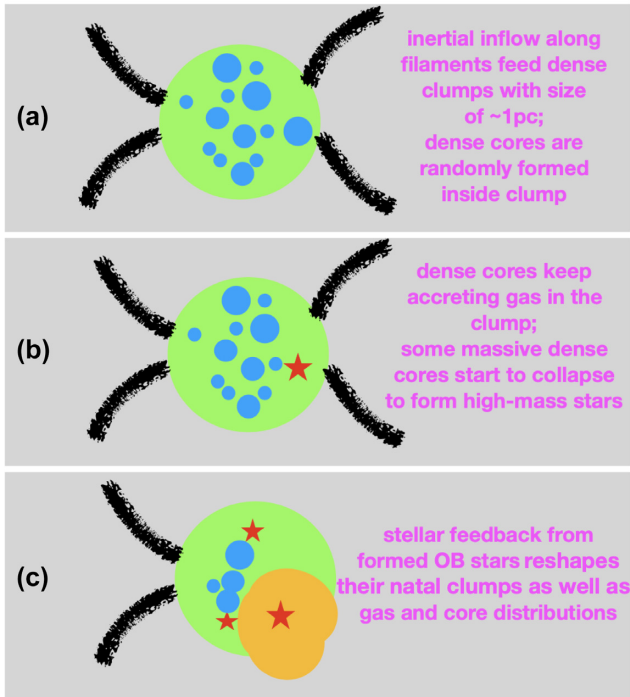 (a)
inertial inflow along
filaments feed dense
clumps with size
of ~1pc;
dense cores are
randomly formed
inside clump
(b)
dense cores keep
accreting gas in the
clump;
some massive dense
cores start to collapse
to form high-mass stars
(c)
stellar feedback from
formed OB stars reshapes
their natal clumps as well as
gas and core distributions